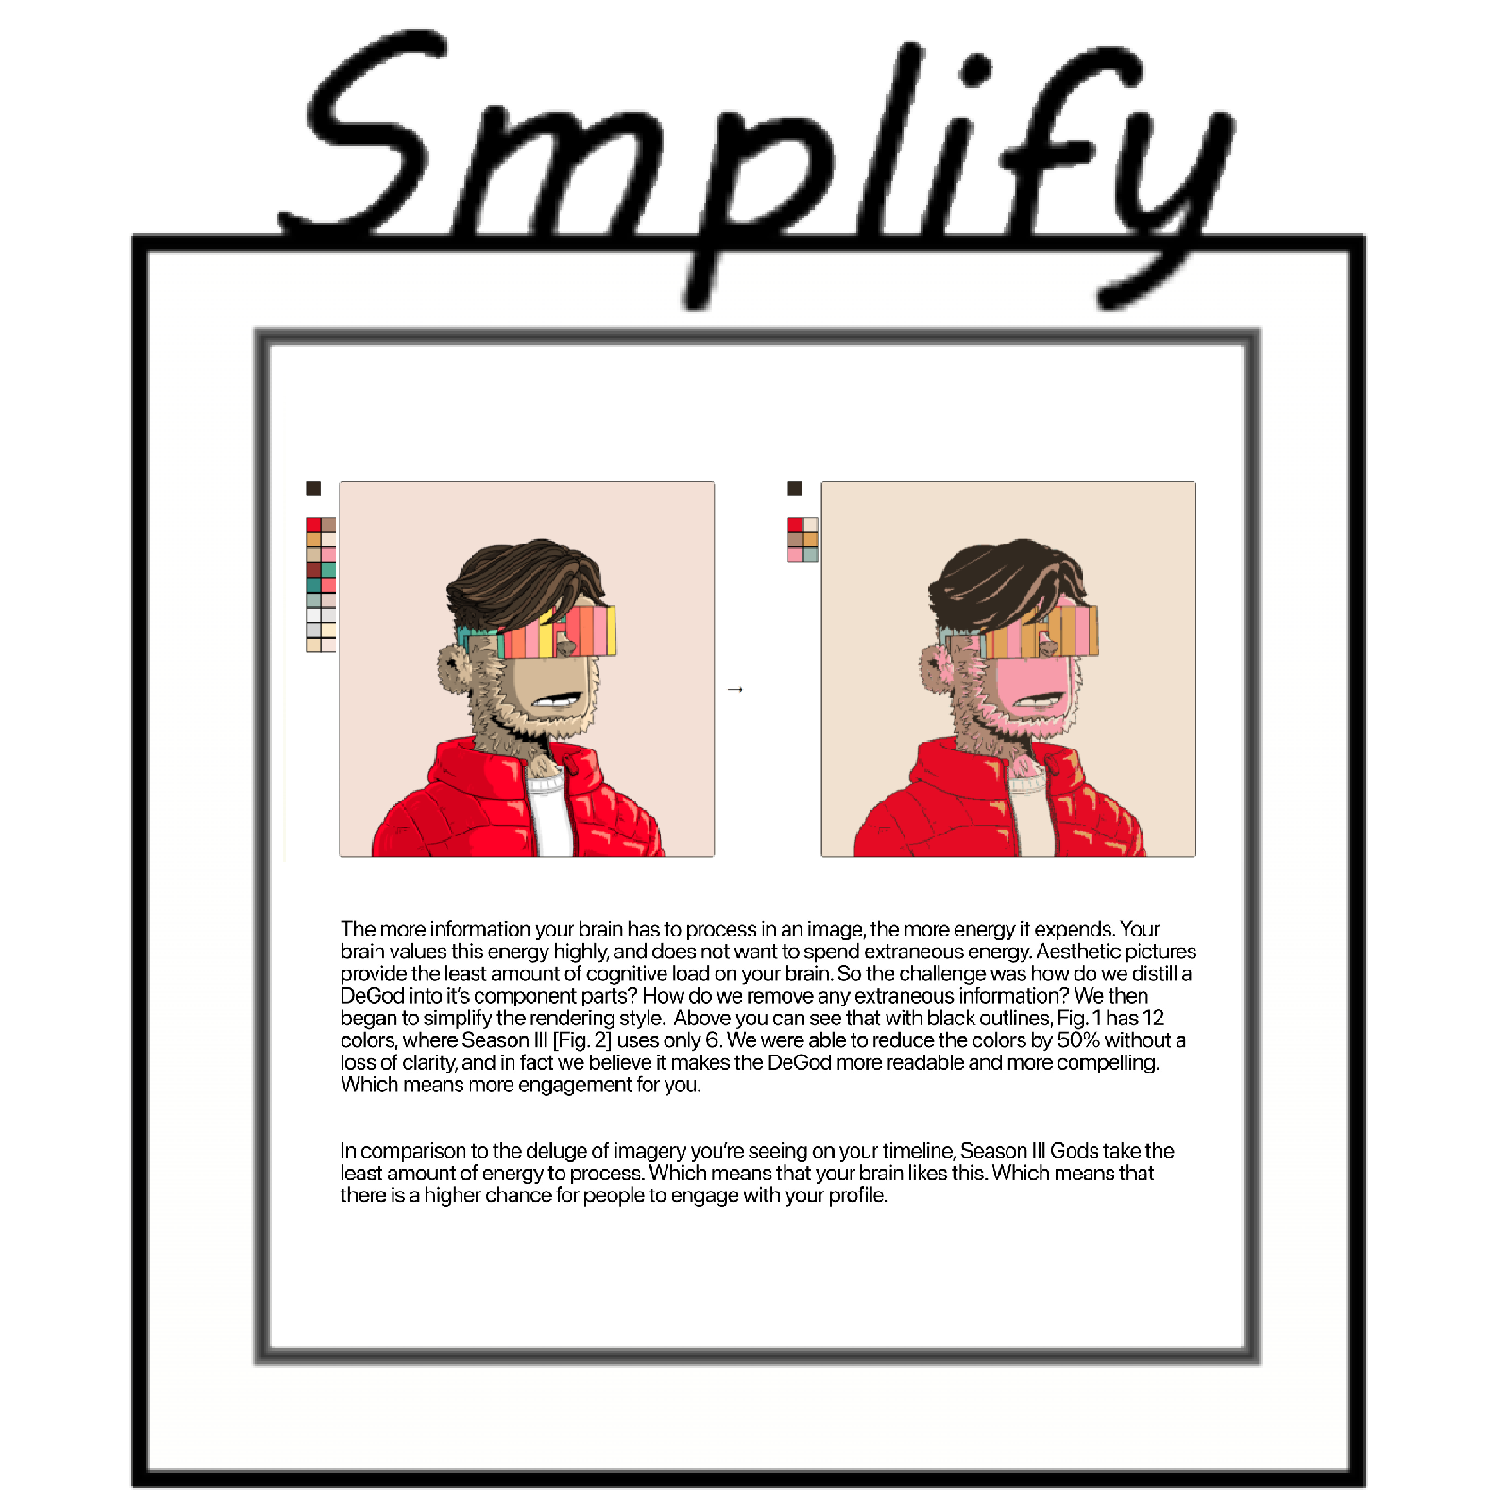 Smplify
The more information your brain has to process in an image, the more energy it expends. Your
brain values this energy highly, and does not want to spend extraneous energy. Aesthetic pictures
provide the least amount of cognitive load on your brain. So the challenge was how do we distill a
DeGod into it's component parts? How do we remove any extraneous information? We then
began to simplify the rendering style. Above you can see that with black outlines, Fig. 1 has 12
colors, where Season III [Fig. 2] uses only 6. We were able to reduce the colors by 50% without a
loss of clarity, and in fact we believe it makes the DeGod more readable and more compelling.
Which means more engagement for you.
In comparison to the deluge of imagery you're seeing on your timeline, Season III Gods take the
least amount of energy to process. Which means that your brain likes this. Which means that
there is a higher chance for people to engage with your profile.